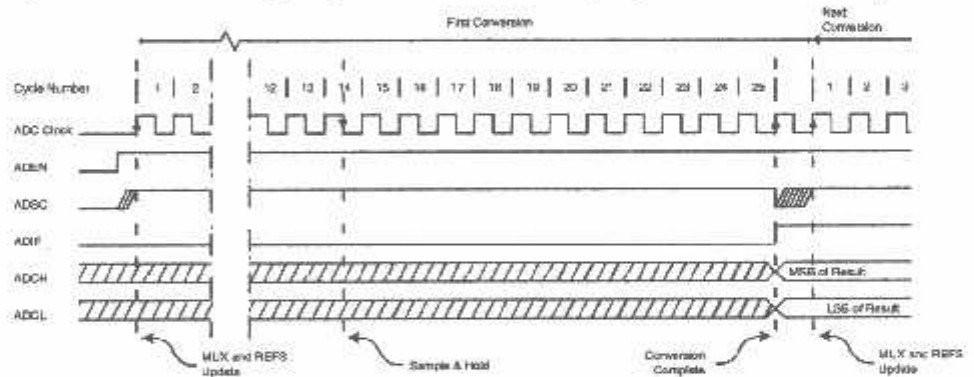 First Conversion
Next
Conversion
Cycle Number
1 2 12 13 14 15 16 17 18 19 20 21 22 23 24 25 1 2 3
ADC Clock
ADEN
ADSC
ADIF
ADCH
MSB of Result
ADCL
LSB of Result
MUX and REFS
Update
Sample & Hold
Conversion
Complete
MUX and REFS
Update